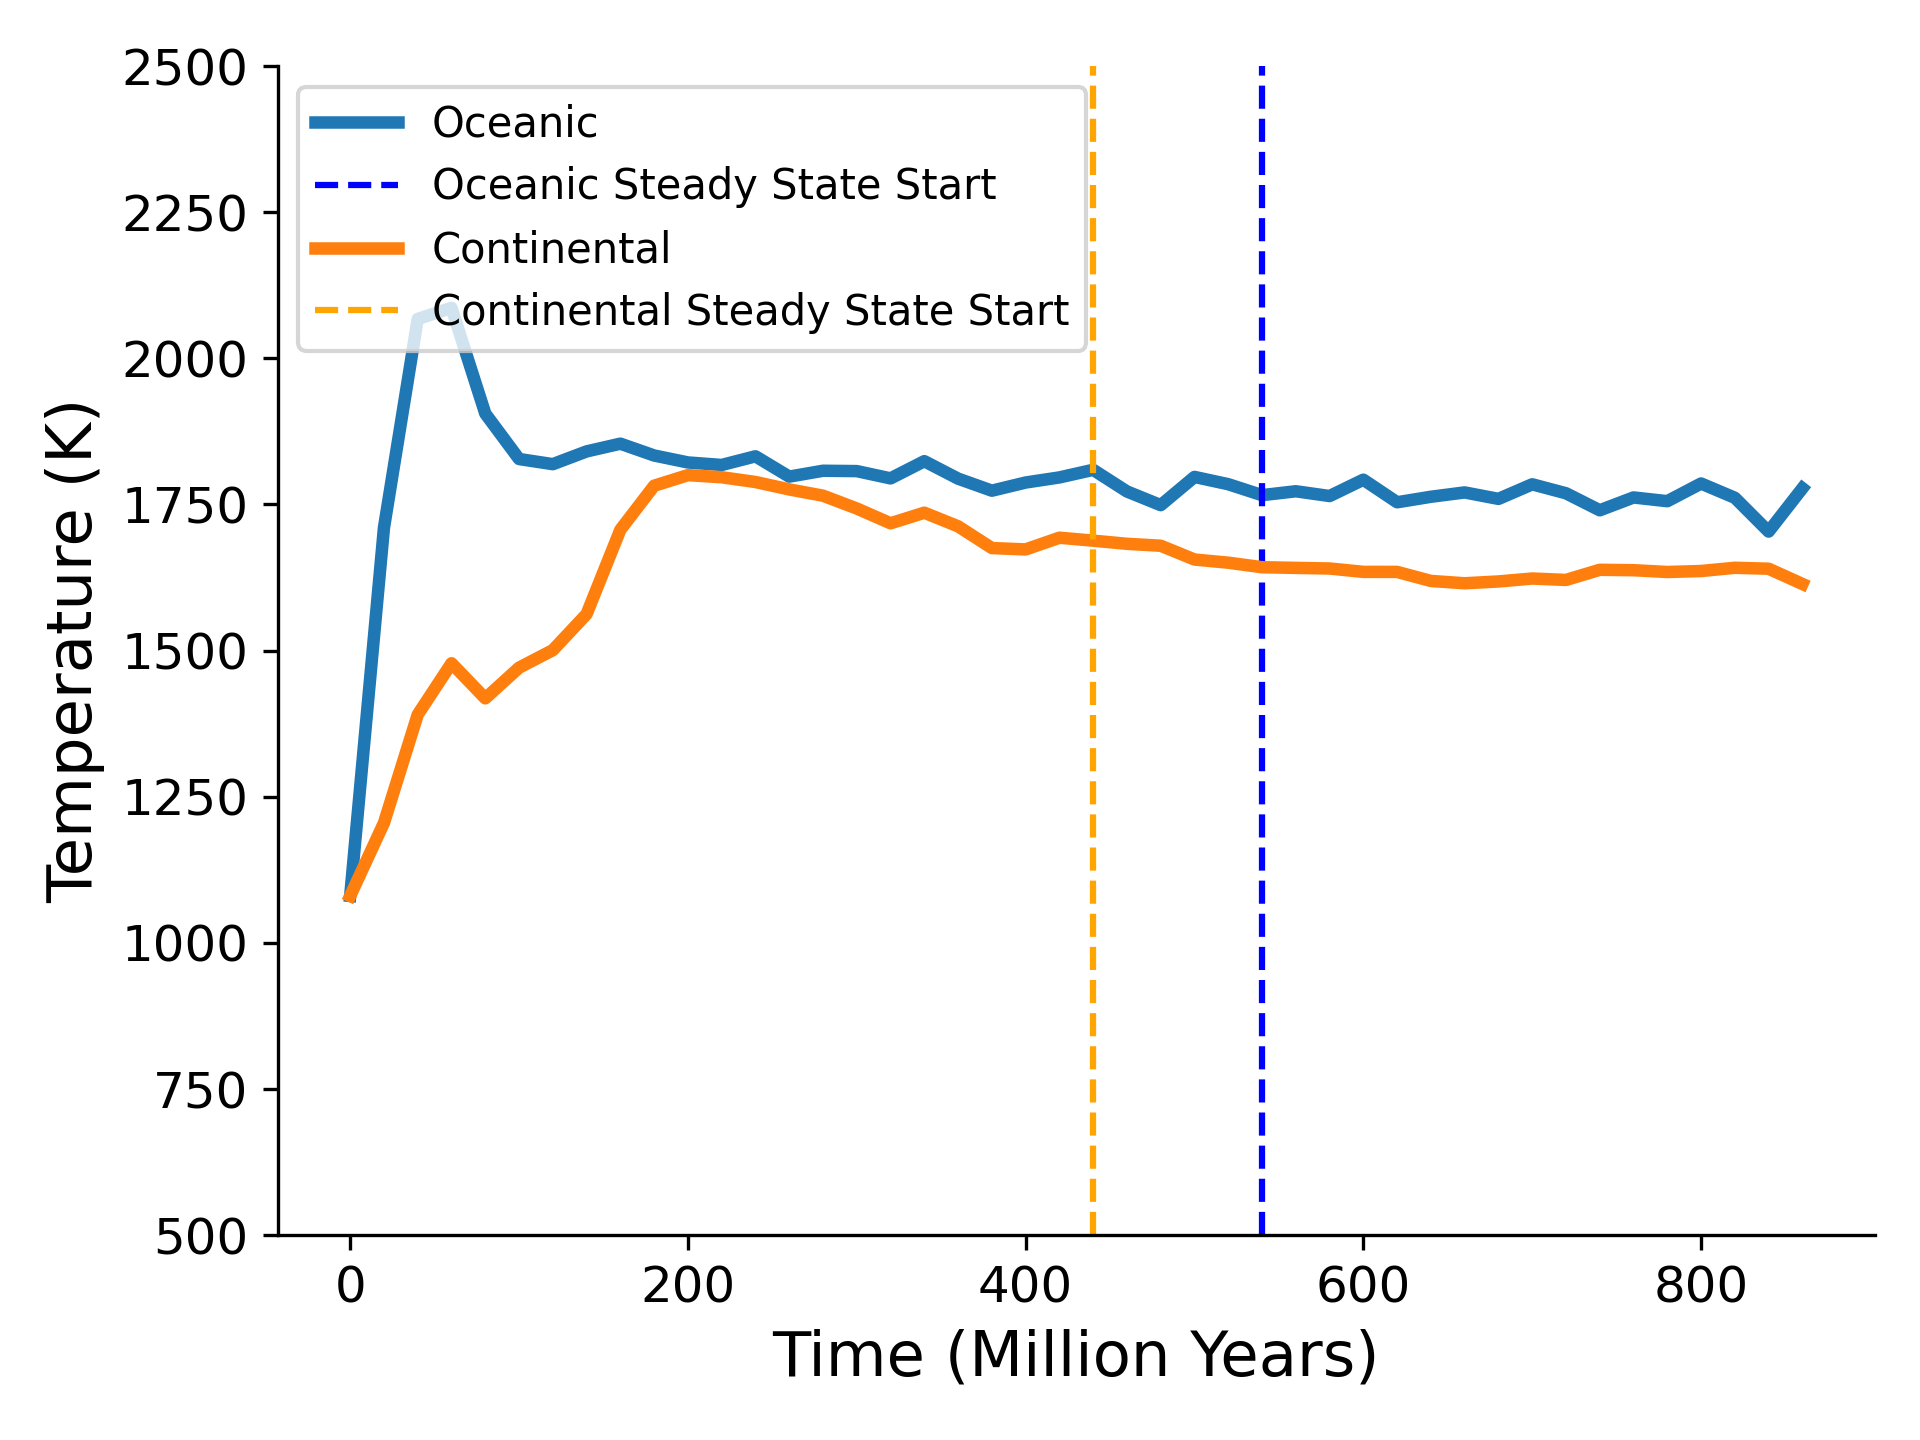 2500
2250
2000
1750
1500
1250
1000
750
500
Temperature (K)
Oceanic
Oceanic Steady State Start
Continental
Continental Steady State Start
0 200 400 600 800
Time (Million Years)